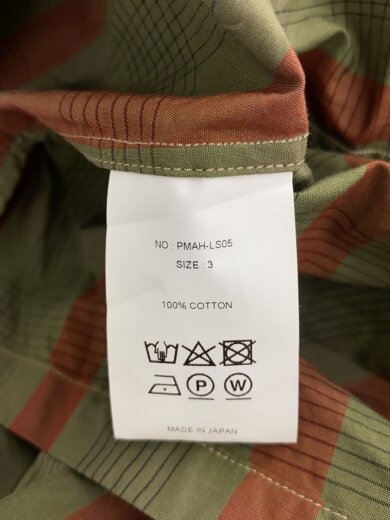 NO : PMAH-LS05
SIZE : 3
100% COTTON
P W
MADE IN JAPAN